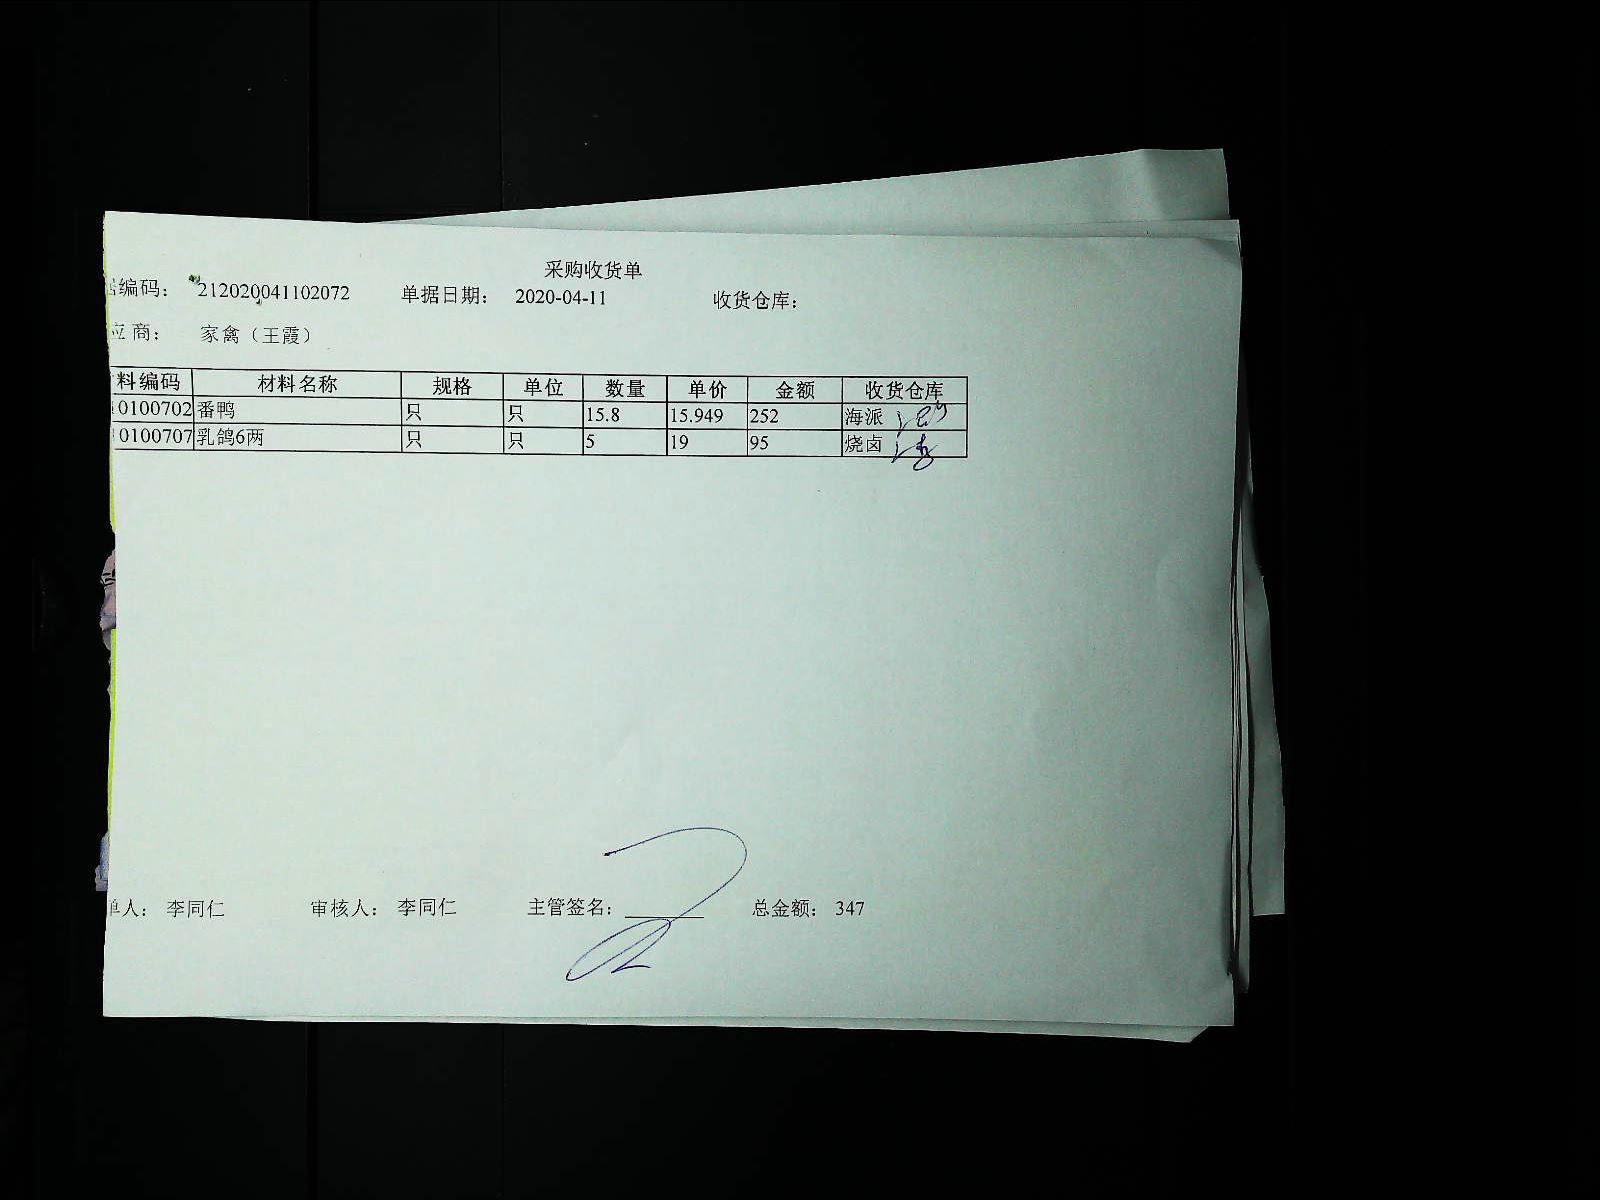 采购收货单
编码： 212020041102072 单据日期： 2020-04-11 收货仓库：
应商： 家禽（王霞）
料编码 材料名称 规格 单位 数量 单价 金额 收货仓库
0100702 番鸭 只 只 15.8 15.949 252 海派
0100707 乳鸽6两 只 只 5 19 95 烧卤
单人： 李同仁 审核人： 李同仁 主管签名： 总金额： 347